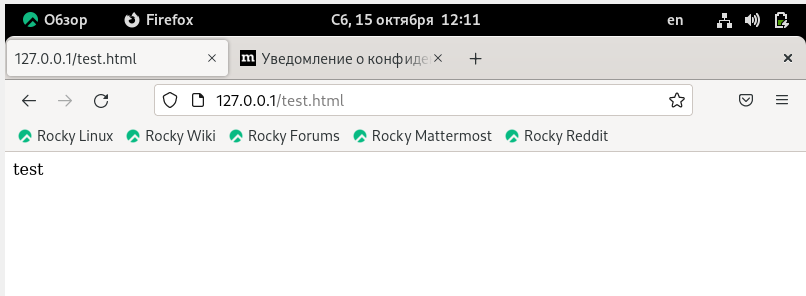 Обзор Firefox Сб, 15 октября 12:11 en
127.0.0.1/test.html Уведомление о конфиде
127.0.0.1/test.html
Rocky Linux Rocky Wiki Rocky Forums Rocky Mattermost Rocky Reddit
test